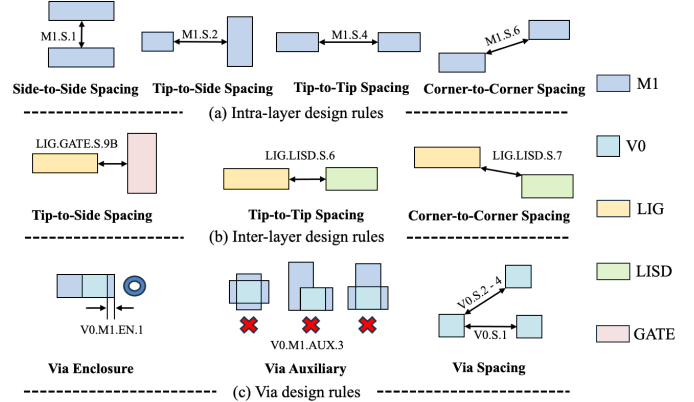 M1.S.1
M1.S.2
M1.S.4
M1.S.6
Side-to-Side Spacing
Tip-to-Side Spacing
Tip-to-Tip Spacing
Corner-to-Corner Spacing
(a) Intra-layer design rules
LIG.GATE.S.9B
LIG.LISD.S.6
LIG.LISD.S.7
Tip-to-Side Spacing
Tip-to-Tip Spacing
Corner-to-Corner Spacing
(b) Inter-layer design rules
V0.M1.EN.1
V0.M1.AUX.3
V0.S.2 - 4
V0.S.1
Via Enclosure
Via Auxiliary
Via Spacing
(c) Via design rules
M1
V0
LIG
LISD
GATE